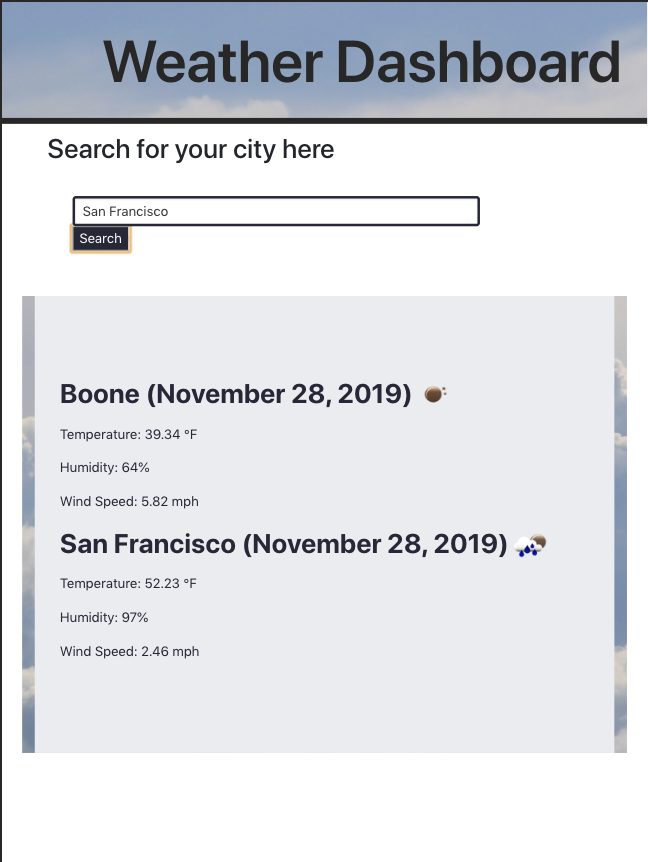 Weather Dashboard
Search for your city here
San Francisco
Search
Boone (November 28, 2019)
Temperature: 39.34 °F
Humidity: 64%
Wind Speed: 5.82 mph
San Francisco (November 28, 2019)
Temperature: 52.23 °F
Humidity: 97%
Wind Speed: 2.46 mph